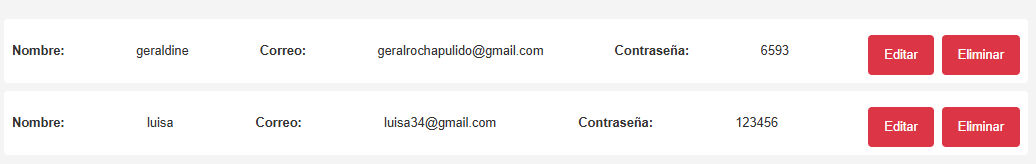 Nombre: geraldine Correo: geralrochapulido@gmail.com Contraseña: 6593 Editar Eliminar
Nombre: luisa Correo: luisa34@gmail.com Contraseña: 123456 Editar Eliminar